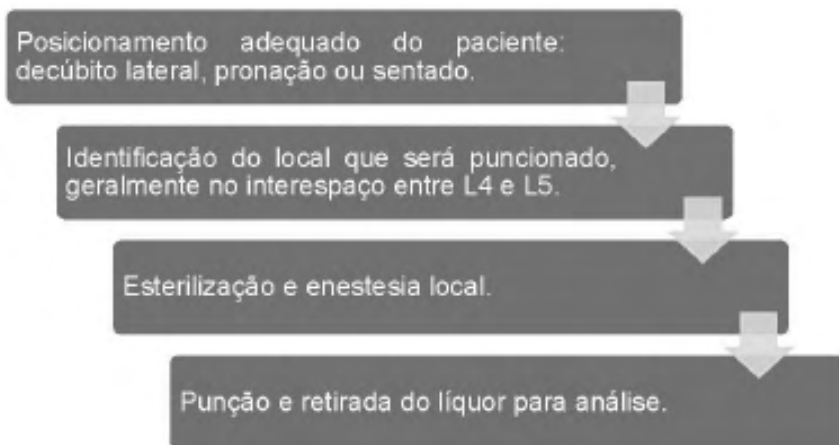 Posicionamento adequado do paciente:
decúbito lateral, pronação ou sentado.
Identificação do local que será puncionado,
geralmente no interespaço entre L4 e L5.
Esterilização e enestesia local.
Punção e retirada do líquor para análise.